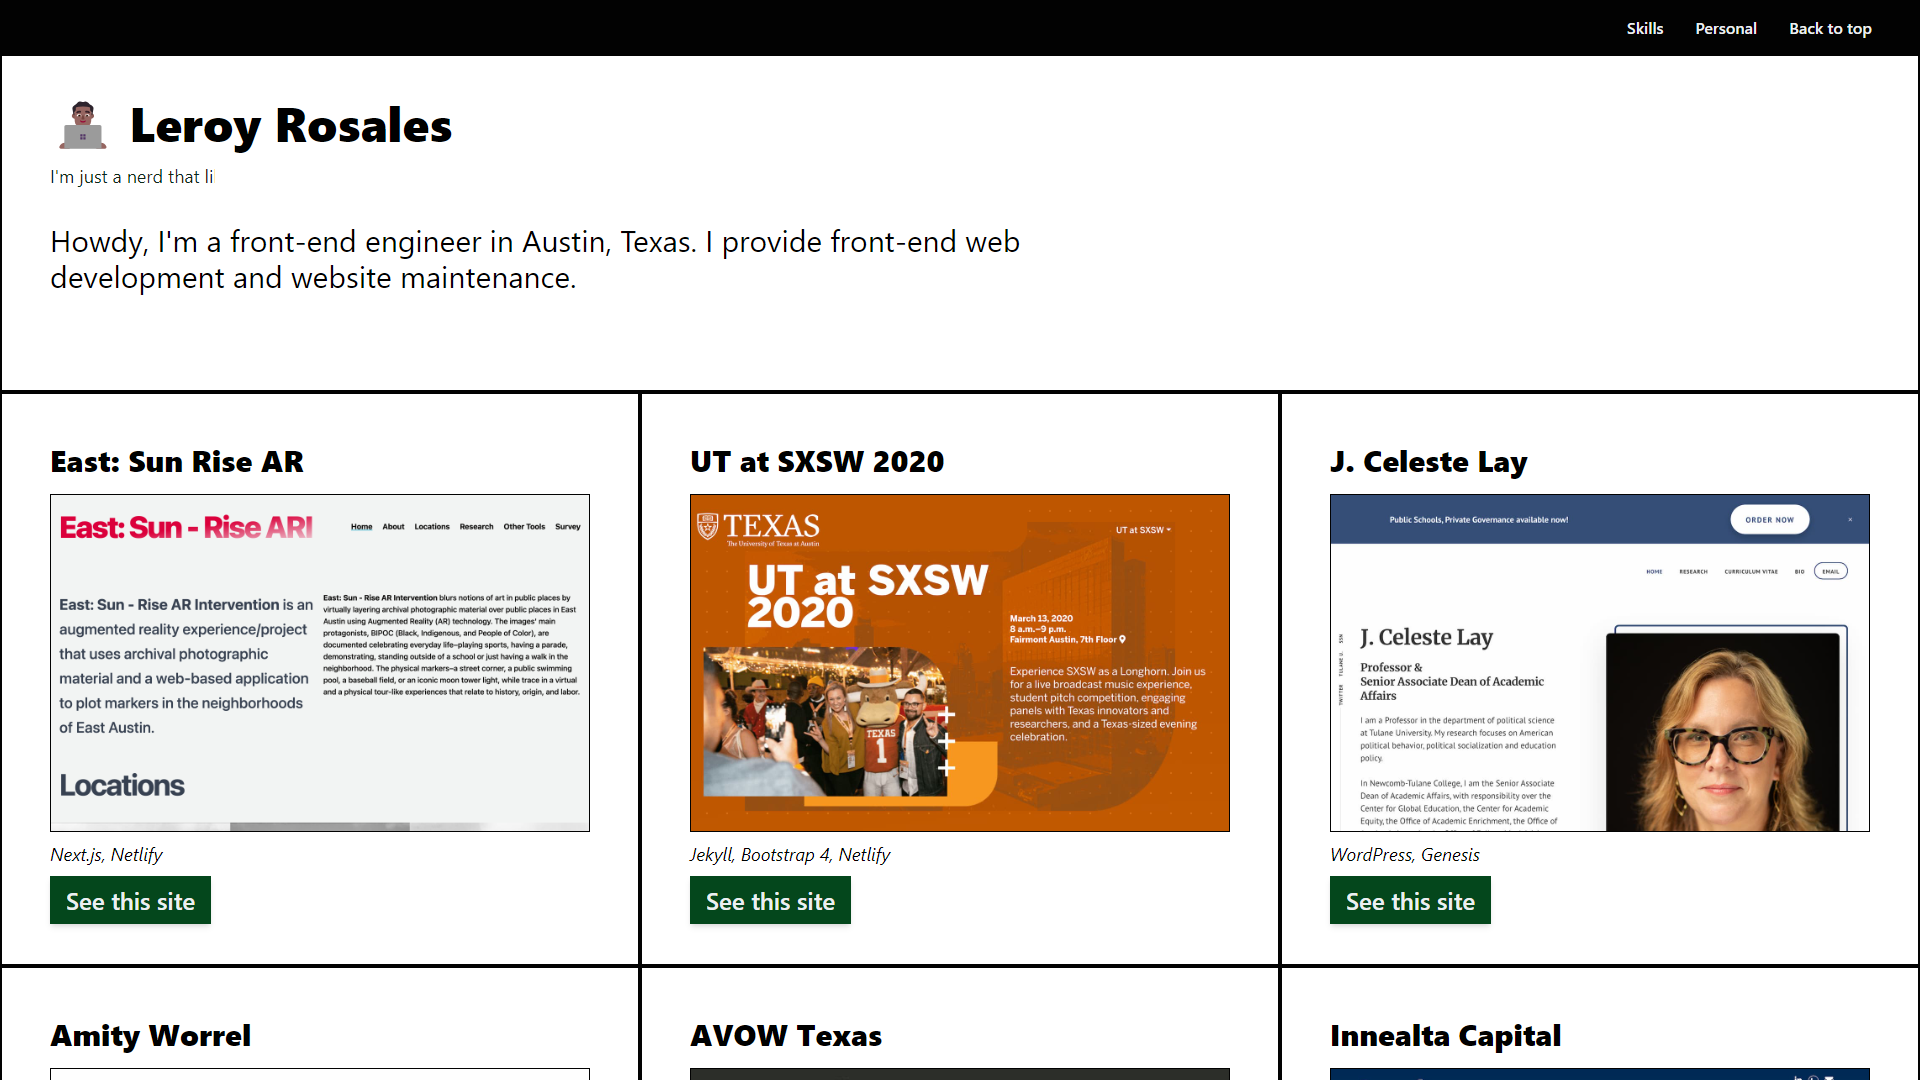 Skills Personal Back to top
Leroy Rosales
I'm just a nerd that li
Howdy, I'm a front-end engineer in Austin, Texas. I provide front-end web
development and website maintenance.
East: Sun Rise AR
East: Sun - Rise ARI
Home About Locations Research Other Tools Survey
East: Sun - Rise AR Intervention is an
augmented reality experience/project
that uses archival photographic
material and a web-based application
to plot markers in the neighborhoods
of East Austin.
East: Sun - Rise AR Intervention blurs notions of art in public places by
virtually layering archival photographic material over public places in East
Austin using Augmented Reality (AR) technology. The images' main
protagonists, BIPOC (Black, Indigenous, and People of Color), are
documented celebrating everyday life–playing sports, having a parade,
demonstrating, standing outside of a school or just having a walk in the
neighborhood. The physical markers–a street corner, a public swimming
pool, a baseball field, or an iconic moon tower light, while trace in a virtual
and a physical tour-like experiences that relate to history, origin, and labor.
Locations
Next.js, Netlify
See this site
UT at SXSW 2020
TEXAS
The University of Texas at Austin
UT at SXSW
UT at SXSW
2020
March 13, 2020
8 a.m.–9 p.m.
Fairmont Austin, 7th Floor
Experience SXSW as a Longhorn. Join us
for a live broadcast music experience,
student pitch competition, engaging
panels with Texas innovators and
researchers, and a Texas-sized evening
celebration.
TEXAS
1
Jekyll, Bootstrap 4, Netlify
See this site
J. Celeste Lay
Public Schools, Private Governance available now!
ORDER NOW
×
HOME RESEARCH CURRICULUM VITAE BIO EMAIL
SSN
TULANE U.
TWITTER
J. Celeste Lay
Professor &
Senior Associate Dean of Academic
Affairs
I am a Professor in the department of political science
at Tulane University. My research focuses on American
political behavior, political socialization and education
policy.
In Newcomb-Tulane College, I am the Senior Associate
Dean of Academic Affairs, with responsibility over the
Center for Global Education, the Center for Academic
Equity, the Office of Academic Enrichment, the Office of
WordPress, Genesis
See this site
Amity Worrel
AVOW Texas
Innealta Capital